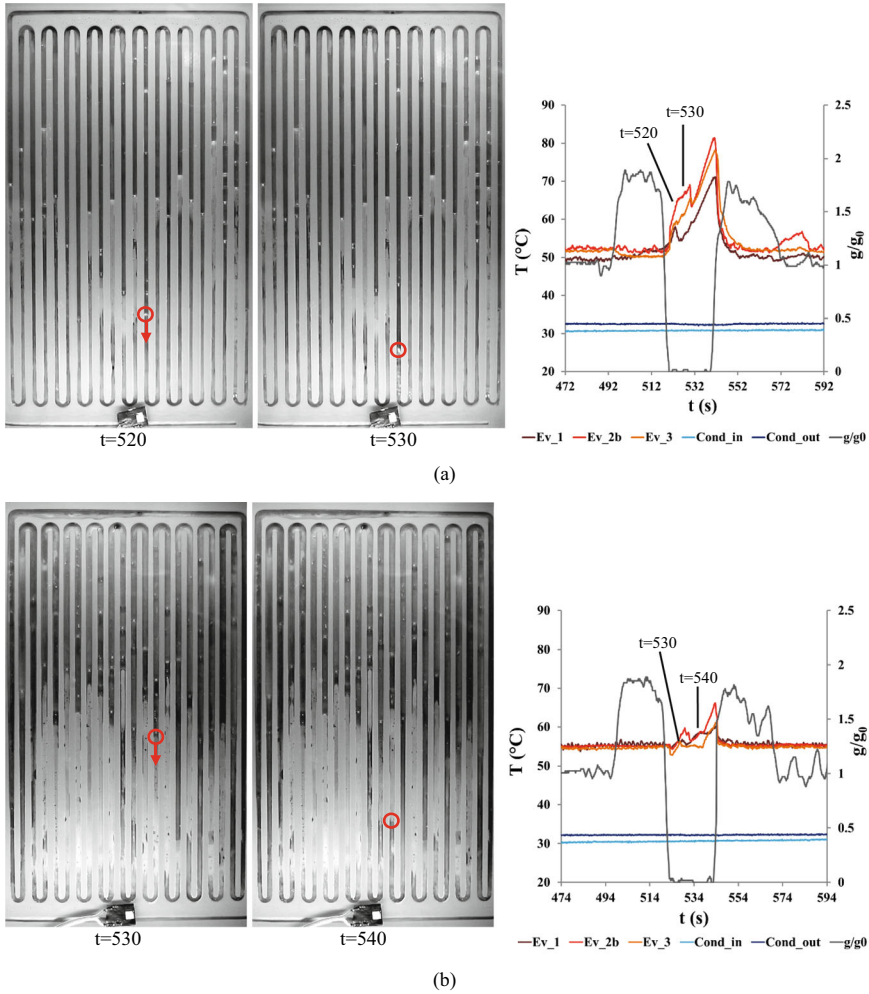 t=520
t=530
90
80
70
60
50
40
30
20
T (°C)
472 492 512 532 552 572 592
t (s)
2.5
2
1.5
1
0.5
0
g/g0
t=520
t=530
Ev_1 Ev_2b Ev_3 Cond_in Cond_out g/g0
(a)
t=530
t=540
90
80
70
60
50
40
30
20
T (°C)
474 494 514 534 554 574 594
t (s)
2.5
2
1.5
1
0.5
0
g/g0
t=530
t=540
Ev_1 Ev_2b Ev_3 Cond_in Cond_out g/g0
(b)